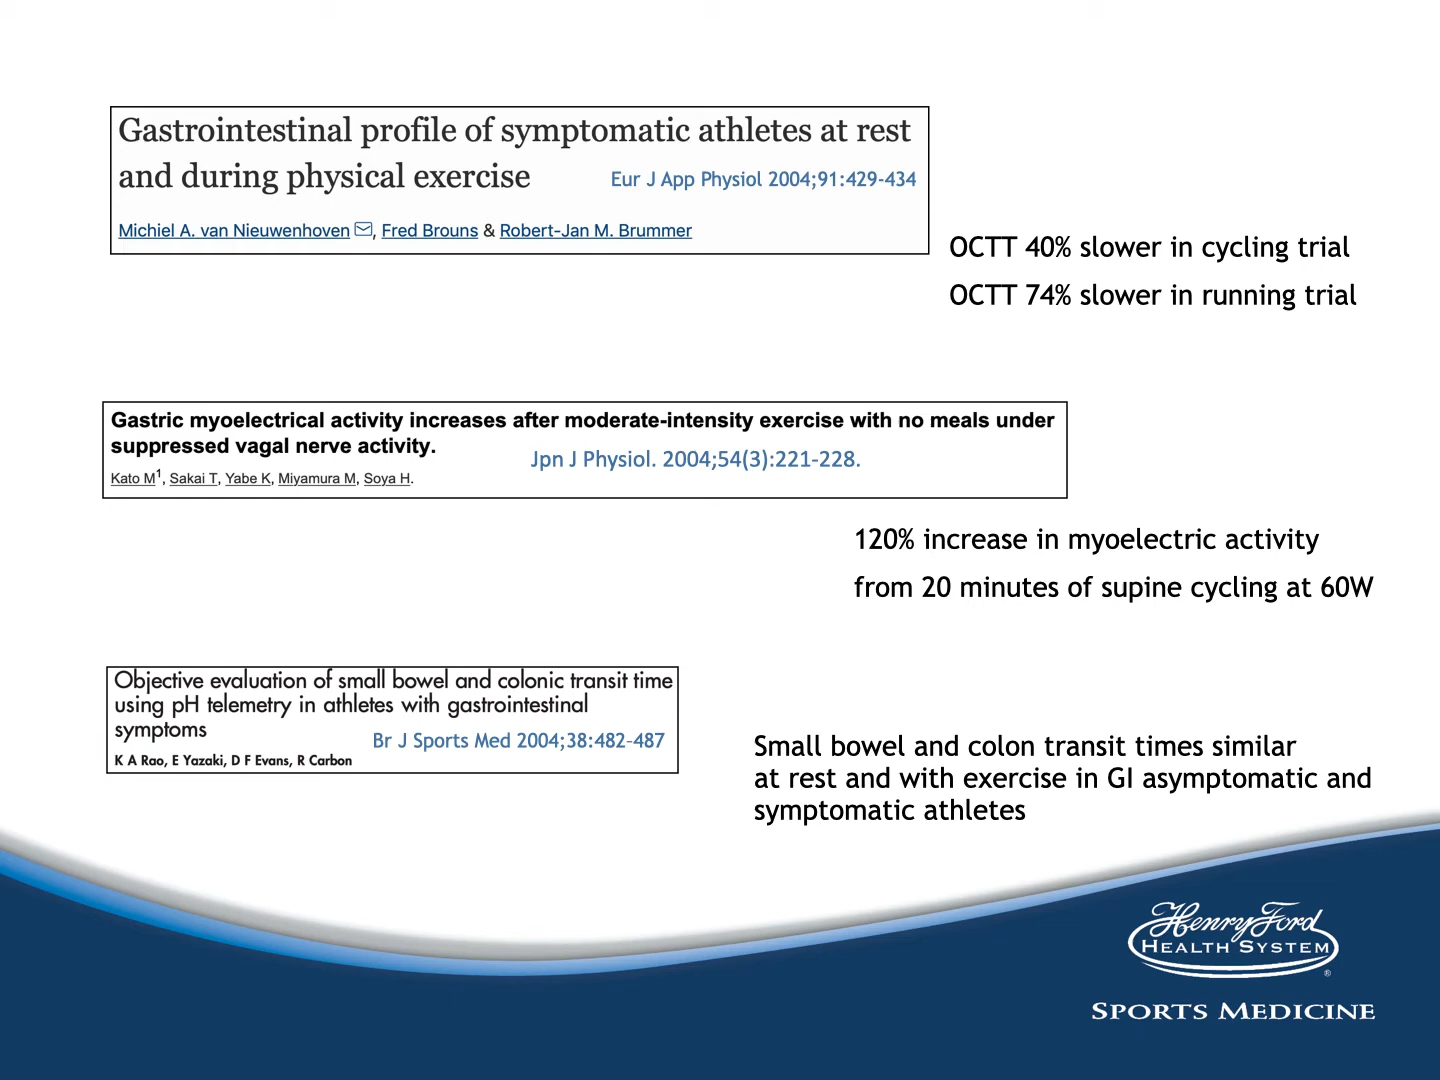 Gastrointestinal profile of symptomatic athletes at rest
and during physical exercise
Eur J App Physiol 2004;91:429-434
Michiel A. van Nieuwenhoven, Fred Brouns & Robert-Jan M. Brummer
OCTT 40% slower in cycling trial
OCTT 74% slower in running trial
Gastric myoelectrical activity increases after moderate-intensity exercise with no meals under
suppressed vagal nerve activity.
Jpn J Physiol. 2004;54(3):221-228.
Kato M1, Sakai T, Yabe K, Miyamura M, Soya H.
120% increase in myoelectric activity
from 20 minutes of supine cycling at 60W
Objective evaluation of small bowel and colonic transit time
using pH telemetry in athletes with gastrointestinal
symptoms
Br J Sports Med 2004;38:482–487
K A Rao, E Yazaki, D F Evans, R Carbon
Small bowel and colon transit times similar
at rest and with exercise in GI asymptomatic and
symptomatic athletes
Henry Ford
HEALTH SYSTEM
®
SPORTS MEDICINE